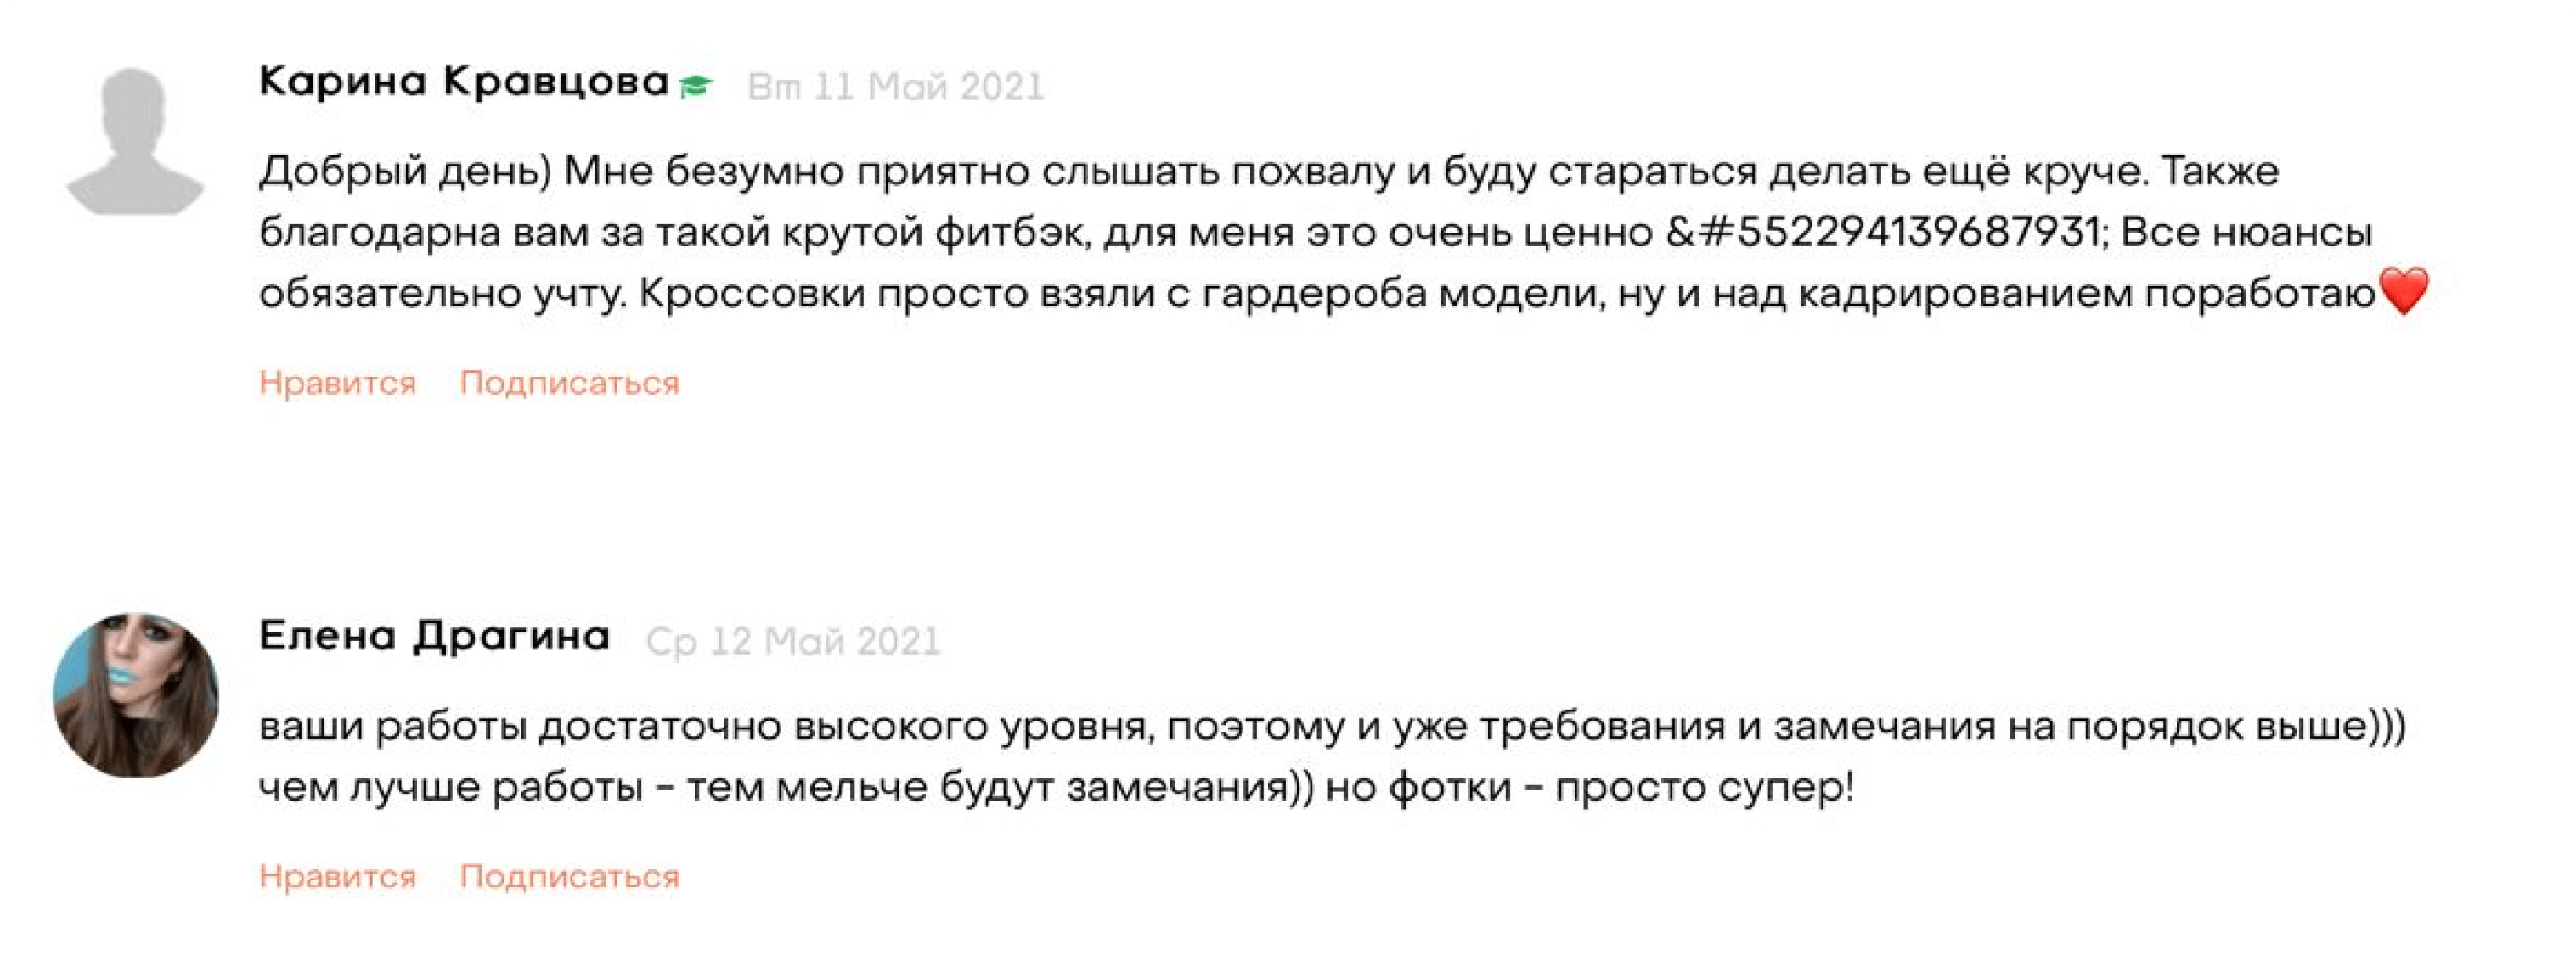 Карина Кравцова Вт 11 Май 2021
Добрый день) Мне безумно приятно слышать похвалу и буду стараться делать ещё круче. Также
благодарна вам за такой крутой фитбэк, для меня это очень ценно &#552294139687931; Все нюансы
обязательно учту. Кроссовки просто взяли с гардероба модели, ну и над кадрированием поработаю❤️
Нравится Подписаться
Елена Драгина Ср 12 Май 2021
ваши работы достаточно высокого уровня, поэтому и уже требования и замечания на порядок выше)))
чем лучше работы – тем мельче будут замечания)) но фотки – просто супер!
Нравится Подписаться